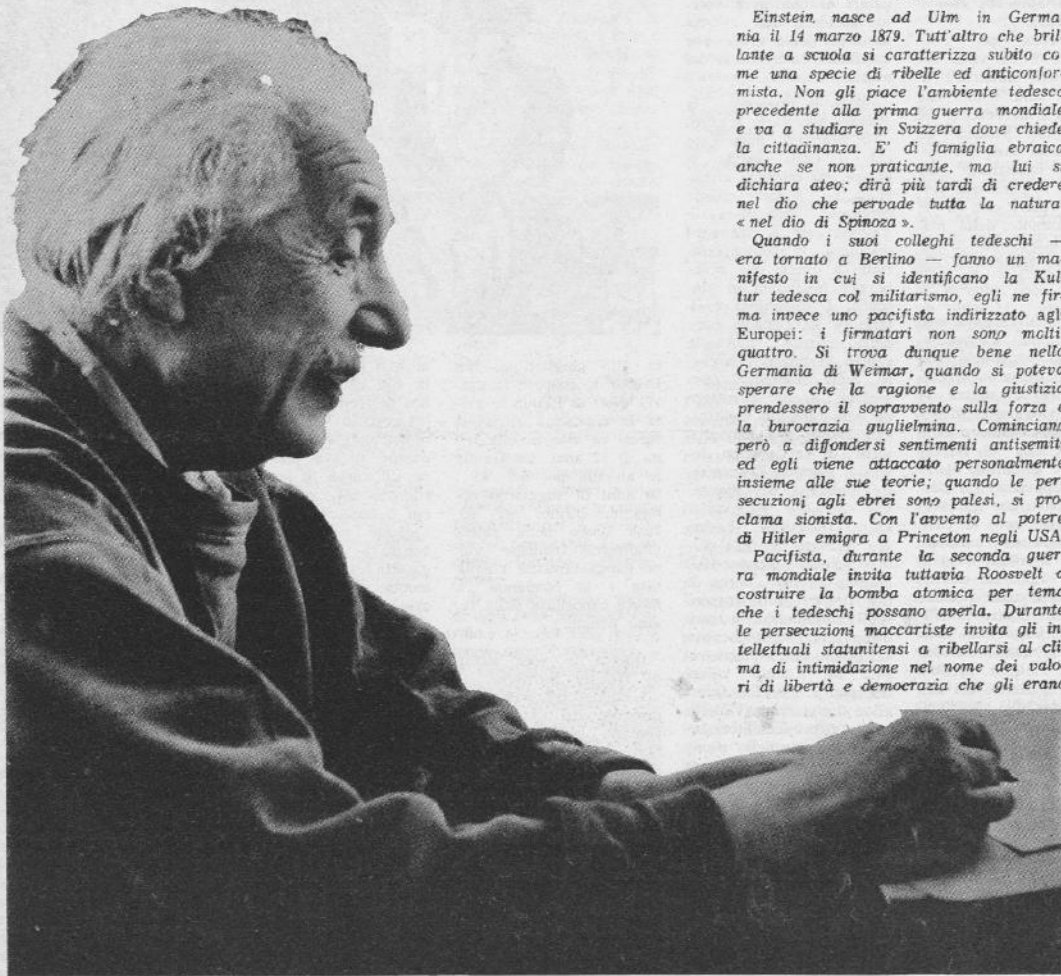 Einstein nasce ad Ulm in Germa
nia il 14 marzo 1879. Tutt'altro che bril
lante a scuola si caratterizza subito co
me una specie di ribelle ed anticonfor
mista. Non gli piace l'ambiente tedesco
precedente alla prima guerra mondiale
e va a studiare in Svizzera dove chiede
la cittadinanza. E' di famiglia ebraica
anche se non praticante, ma lui si
dichiara ateo; dirà più tardi di credere
nel dio che pervade tutta la natura
« nel dio di Spinoza ».
Quando i suoi colleghi tedeschi —
era tornato a Berlino — fanno un ma
nifesto in cui si identificano la Kul
tur tedesca col militarismo, egli ne fir
ma invece uno pacifista indirizzato agl
Europei: i firmatari non sono molti
quattro. Si trova dunque bene nella
Germania di Weimar, quando si poteva
sperare che la ragione e la giustizia
prendessero il sopravvento sulla forza e
la burocrazia guglielmina. Cominciano
però a diffondersi sentimenti antisemiti
ed egli viene attaccato personalmente
insieme alle sue teorie; quando le per
secuzioni agli ebrei sono palesi, si pro
clama sionista. Con l'avvento al potere
di Hitler emigra a Princeton negli USA
Pacifista, durante la seconda guer
ra mondiale invita tuttavia Roosvelt a
costruire la bomba atomica per tema
che i tedeschi possano averla. Durante
le persecuzioni maccartiste invita gli in
tellettuali statunitensi a ribellarsi al cli
ma di intimidazione nel nome dei valo
ri di libertà e democrazia che gli erano